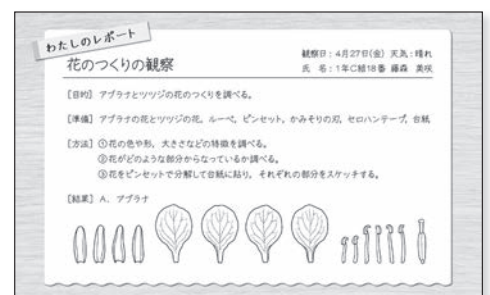 わたしのレポート
花のつくりの観察
観察日：4月27日(金) 天気：晴れ
氏　名：1年C組18番 藤森 美咲
［目的］アブラナとツツジの花のつくりを調べる。
［準備］アブラナの花とツツジの花，ルーペ，ピンセット，かみそりの刃，セロハンテープ，台紙
［方法］①花の色や形，大きさなどの特徴を調べる。
②花がどのような部分からなっているか調べる。
③花をピンセットで分解して台紙に貼り，それぞれの部分をスケッチする。
［結果］A．アブラナ